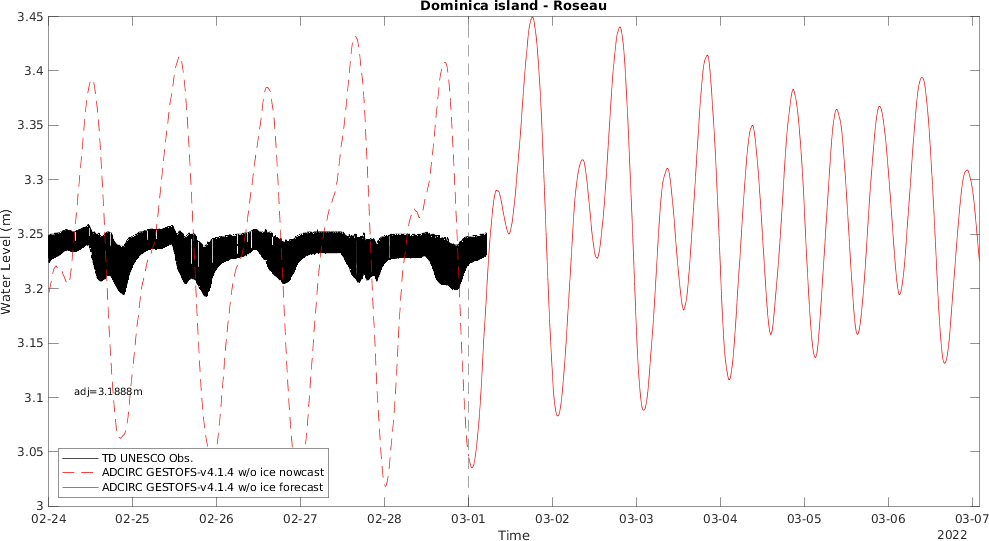 Dominica island - Roseau
3.45
3.4
3.35
3.3
3.25
3.2
3.15
3.1
3.05
3
Water Level (m)
adj=3.1888m
TD UNESCO Obs.
ADCIRC GESTOFS-v4.1.4 w/o ice nowcast
ADCIRC GESTOFS-v4.1.4 w/o ice forecast
02-24 02-25 02-26 02-27 02-28 03-01 03-02 03-03 03-04 03-05 03-06 03-07
Time
2022